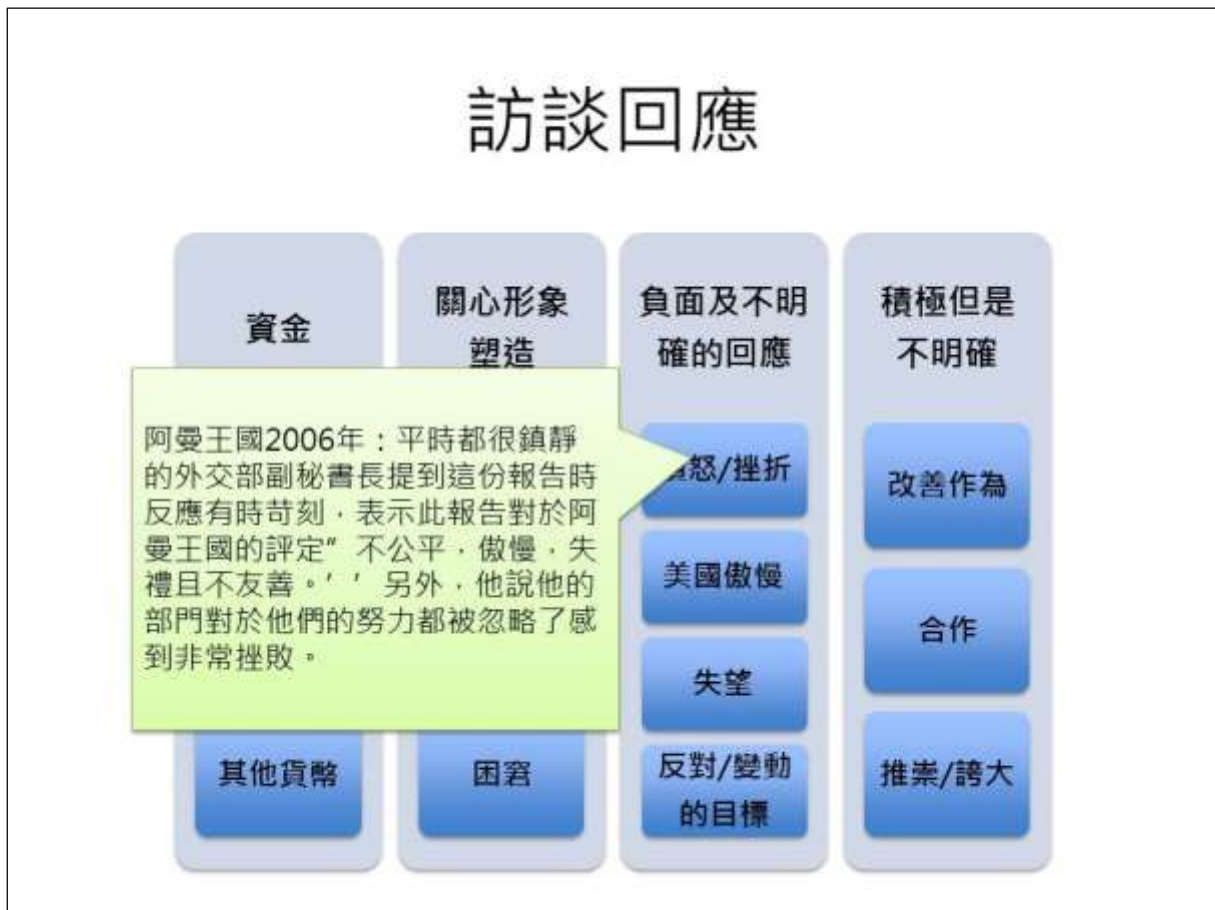 訪談回應
資金
關心形象
塑造
負面及不明
確的回應
積極但是
不明確
阿曼王國2006年：平時都很鎮靜
的外交部副秘書長提到這份報告時
反應有時苛刻，表示此報告對於阿
曼王國的評定" 不公平，傲慢，失
禮且不友善。' ' 另外，他說他的
部門對於他們的努力都被忽略了感
到非常挫敗。
怒/挫折
美國傲慢
失望
反對/變動
的目標
改善作為
合作
推崇/誇大
其他貨幣
困窘